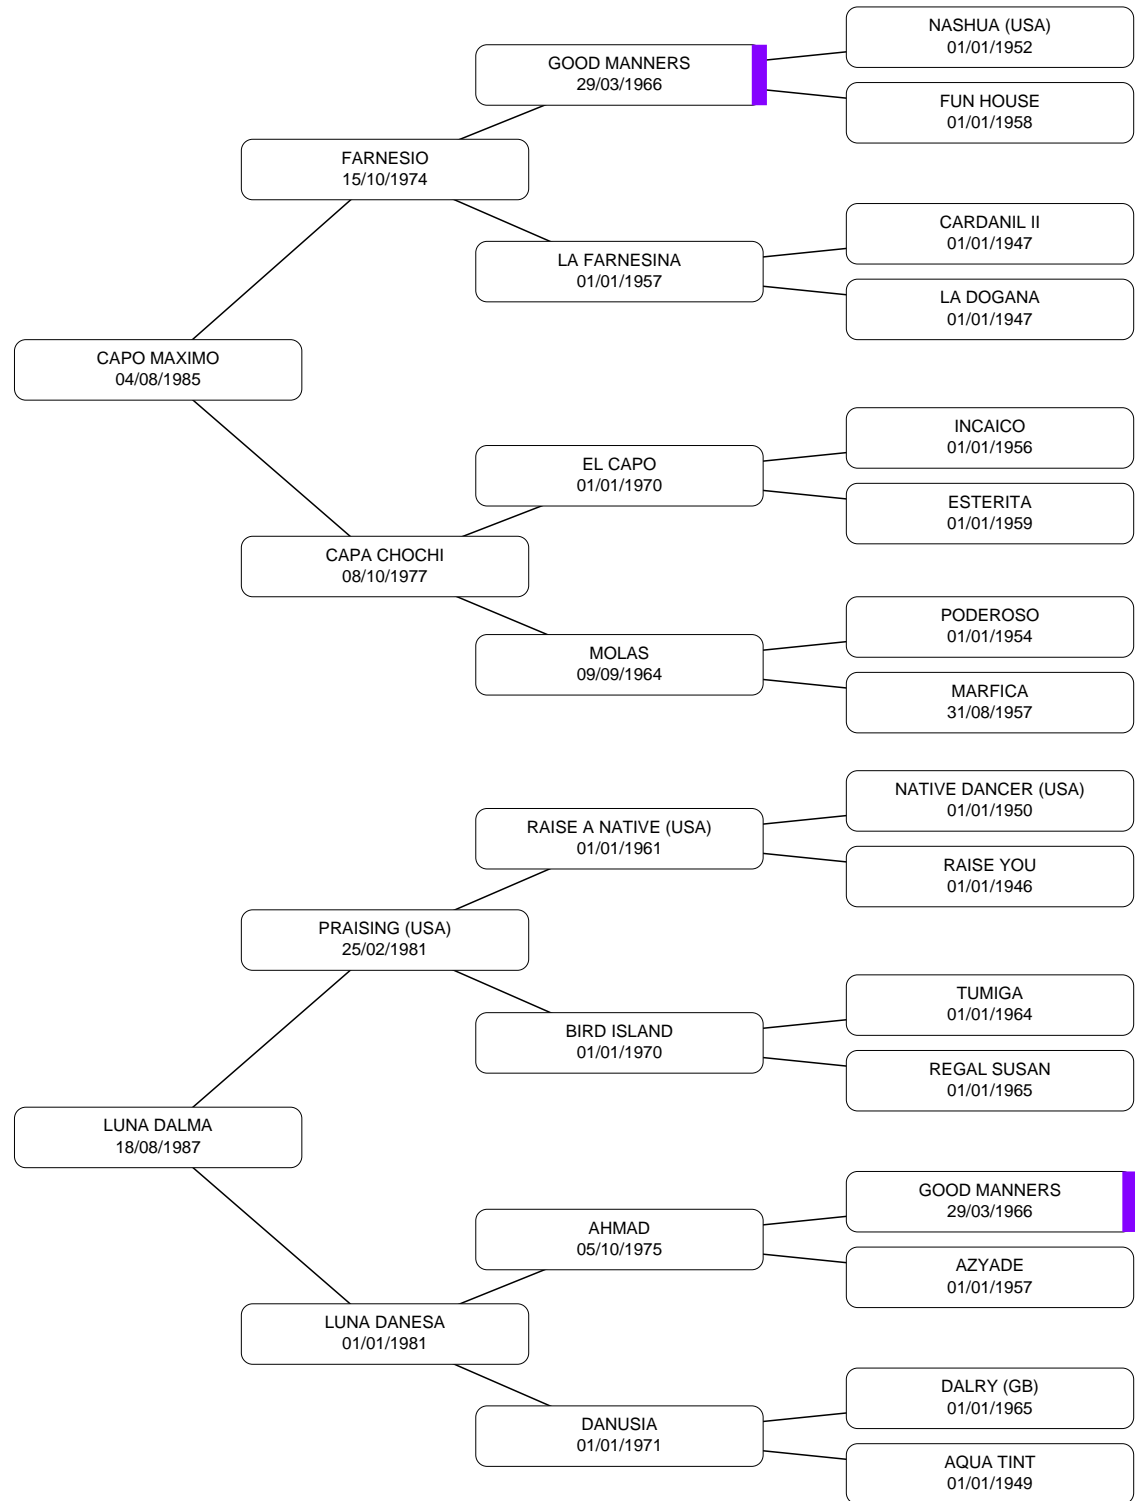 NASHUA (USA)
01/01/1952
GOOD MANNERS
29/03/1966
FUN HOUSE
01/01/1958
FARNESIO
15/10/1974
CARDANIL II
01/01/1947
LA FARNESINA
01/01/1957
LA DOGANA
01/01/1947
CAPO MAXIMO
04/08/1985
INCAICO
01/01/1956
EL CAPO
01/01/1970
ESTERITA
01/01/1959
CAPA CHOCHI
08/10/1977
PODEROSO
01/01/1954
MOLAS
09/09/1964
MARFICA
31/08/1957
NATIVE DANCER (USA)
01/01/1950
RAISE A NATIVE (USA)
01/01/1961
RAISE YOU
01/01/1946
PRAISING (USA)
25/02/1981
TUMIGA
01/01/1964
BIRD ISLAND
01/01/1970
REGAL SUSAN
01/01/1965
LUNA DALMA
18/08/1987
GOOD MANNERS
29/03/1966
AHMAD
05/10/1975
AZYADE
01/01/1957
LUNA DANESA
01/01/1981
DALRY (GB)
01/01/1965
DANUSIA
01/01/1971
AQUA TINT
01/01/1949